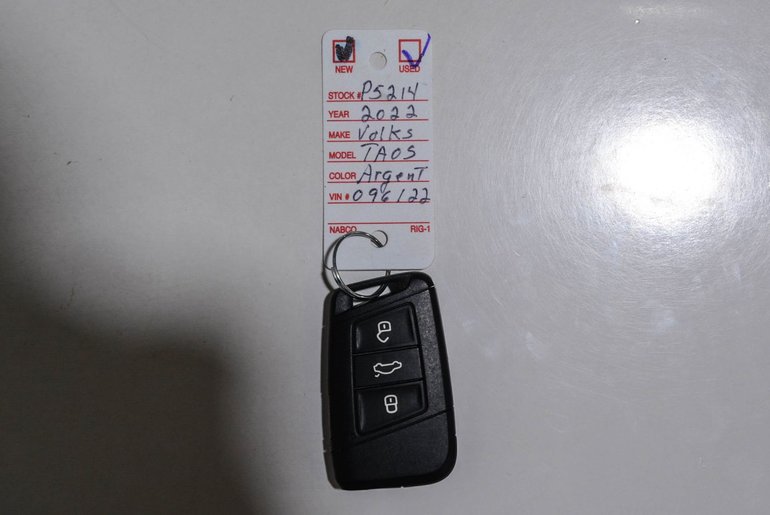 NEW USED
STOCK # P5214
YEAR 2022
MAKE Volks
MODEL TAOS
COLOR Argent
VIN # 096122
NABCO RIG-1